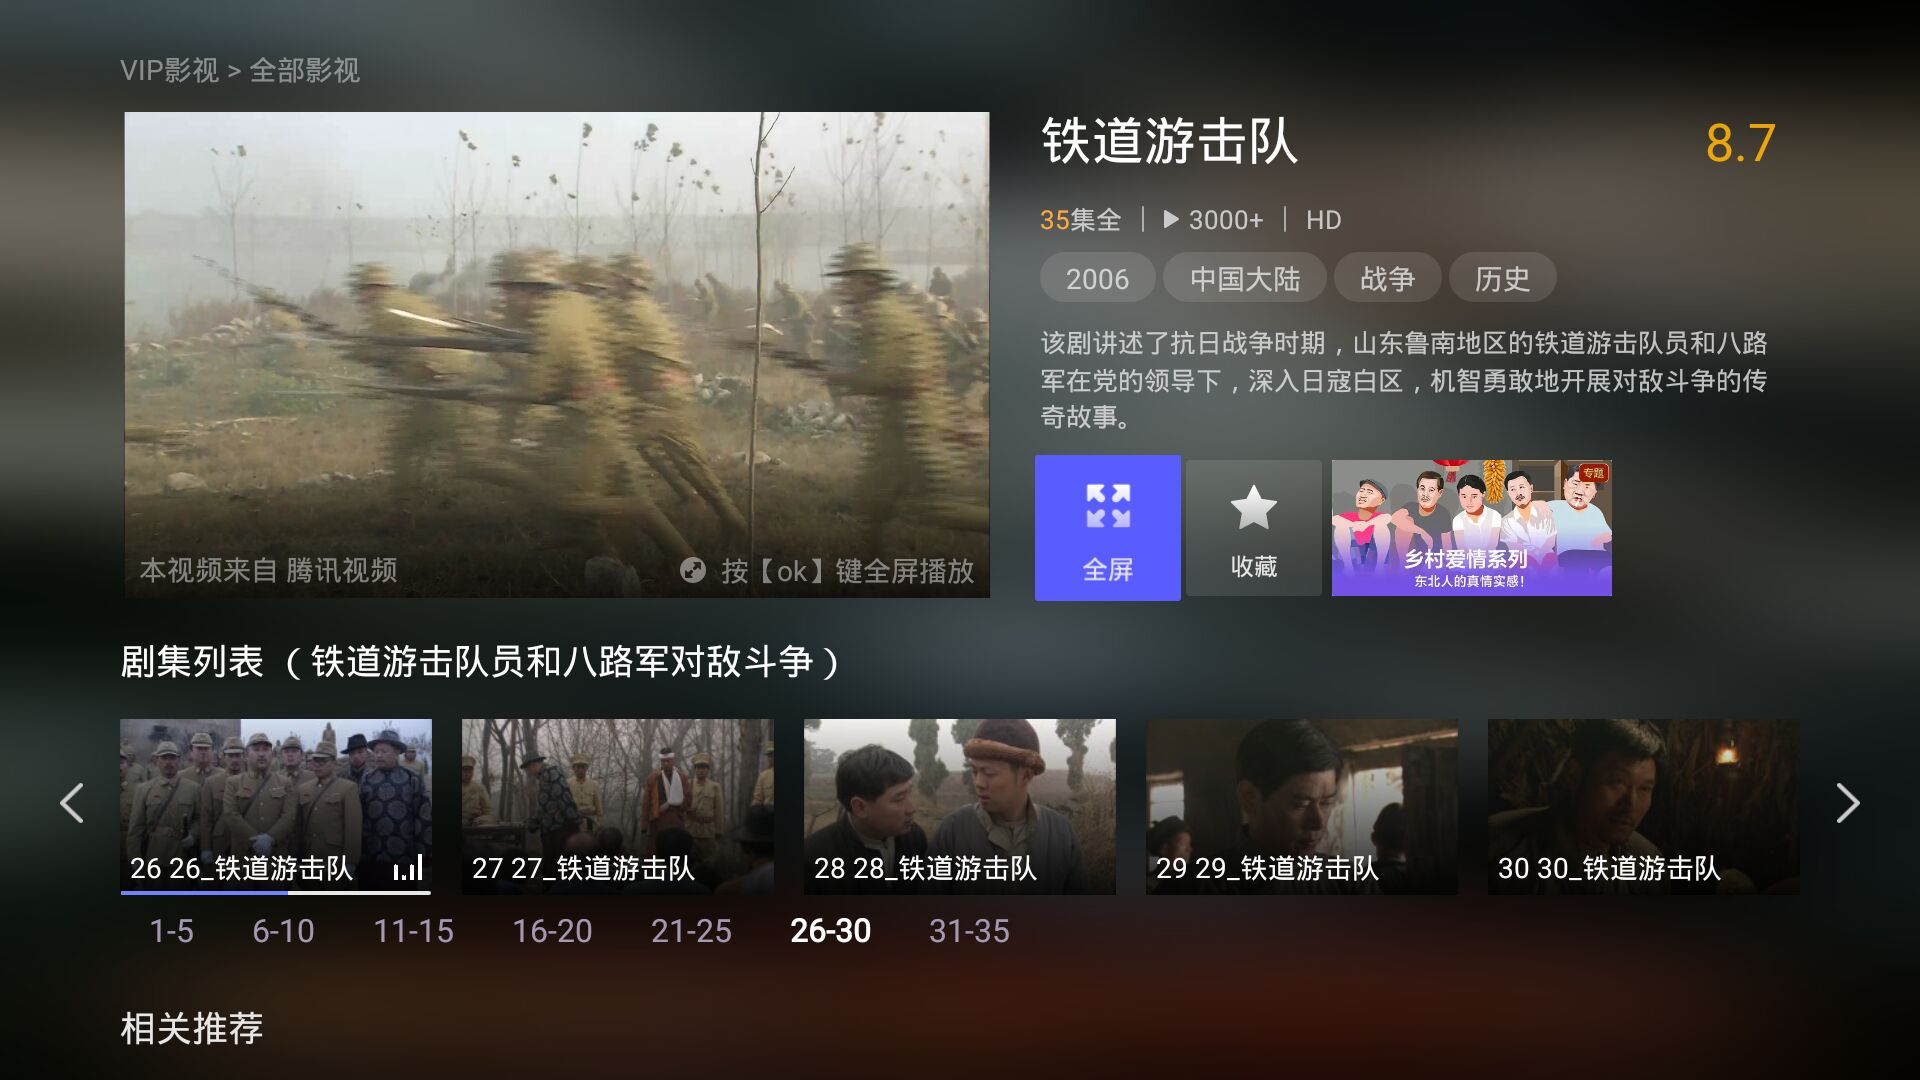 VIP影视 > 全部影视
铁道游击队
8.7
35集全 | 3000+ | HD
2006 中国大陆 战争 历史
该剧讲述了抗日战争时期，山东鲁南地区的铁道游击队员和八路
军在党的领导下，深入日寇白区，机智勇敢地开展对敌斗争的传
奇故事。
本视频来自 腾讯视频
按【ok】键全屏播放
全屏
收藏
专题
乡村爱情系列
东北人的真情实感！
剧集列表（铁道游击队员和八路军对敌斗争）
26 26_铁道游击队
27 27_铁道游击队
28 28_铁道游击队
29 29_铁道游击队
30 30_铁道游击队
1-5 6-10 11-15 16-20 21-25 26-30 31-35
相关推荐